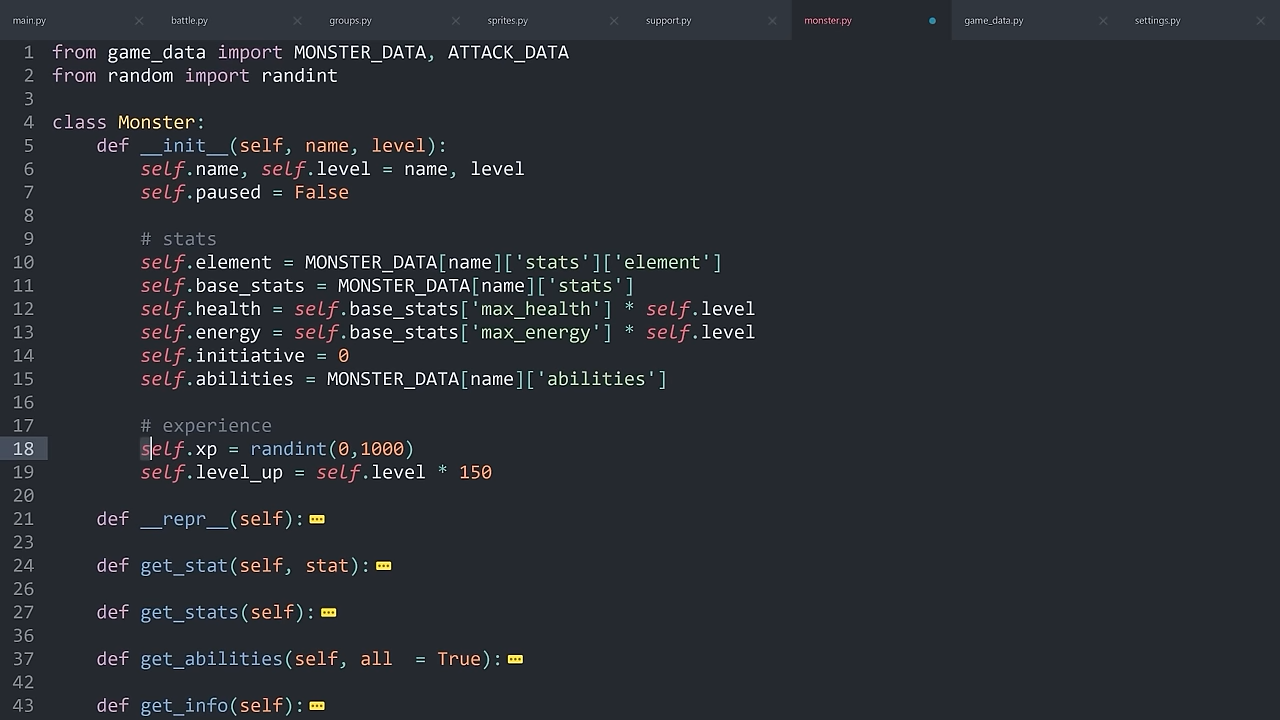 main.py × battle.py × groups.py × sprites.py × support.py × monster.py game_data.py × settings.py ×
1 from game_data import MONSTER_DATA, ATTACK_DATA
2 from random import randint
3
4 class Monster:
5     def __init__(self, name, level):
6         self.name, self.level = name, level
7         self.paused = False
8
9         # stats
10         self.element = MONSTER_DATA[name]['stats']['element']
11         self.base_stats = MONSTER_DATA[name]['stats']
12         self.health = self.base_stats['max_health'] * self.level
13         self.energy = self.base_stats['max_energy'] * self.level
14         self.initiative = 0
15         self.abilities = MONSTER_DATA[name]['abilities']
16
17         # experience
18         self.xp = randint(0,1000)
19         self.level_up = self.level * 150
20
21     def __repr__(self):
23
24     def get_stat(self, stat):
26
27     def get_stats(self):
36
37     def get_abilities(self, all  = True):
42
43     def get_info(self):